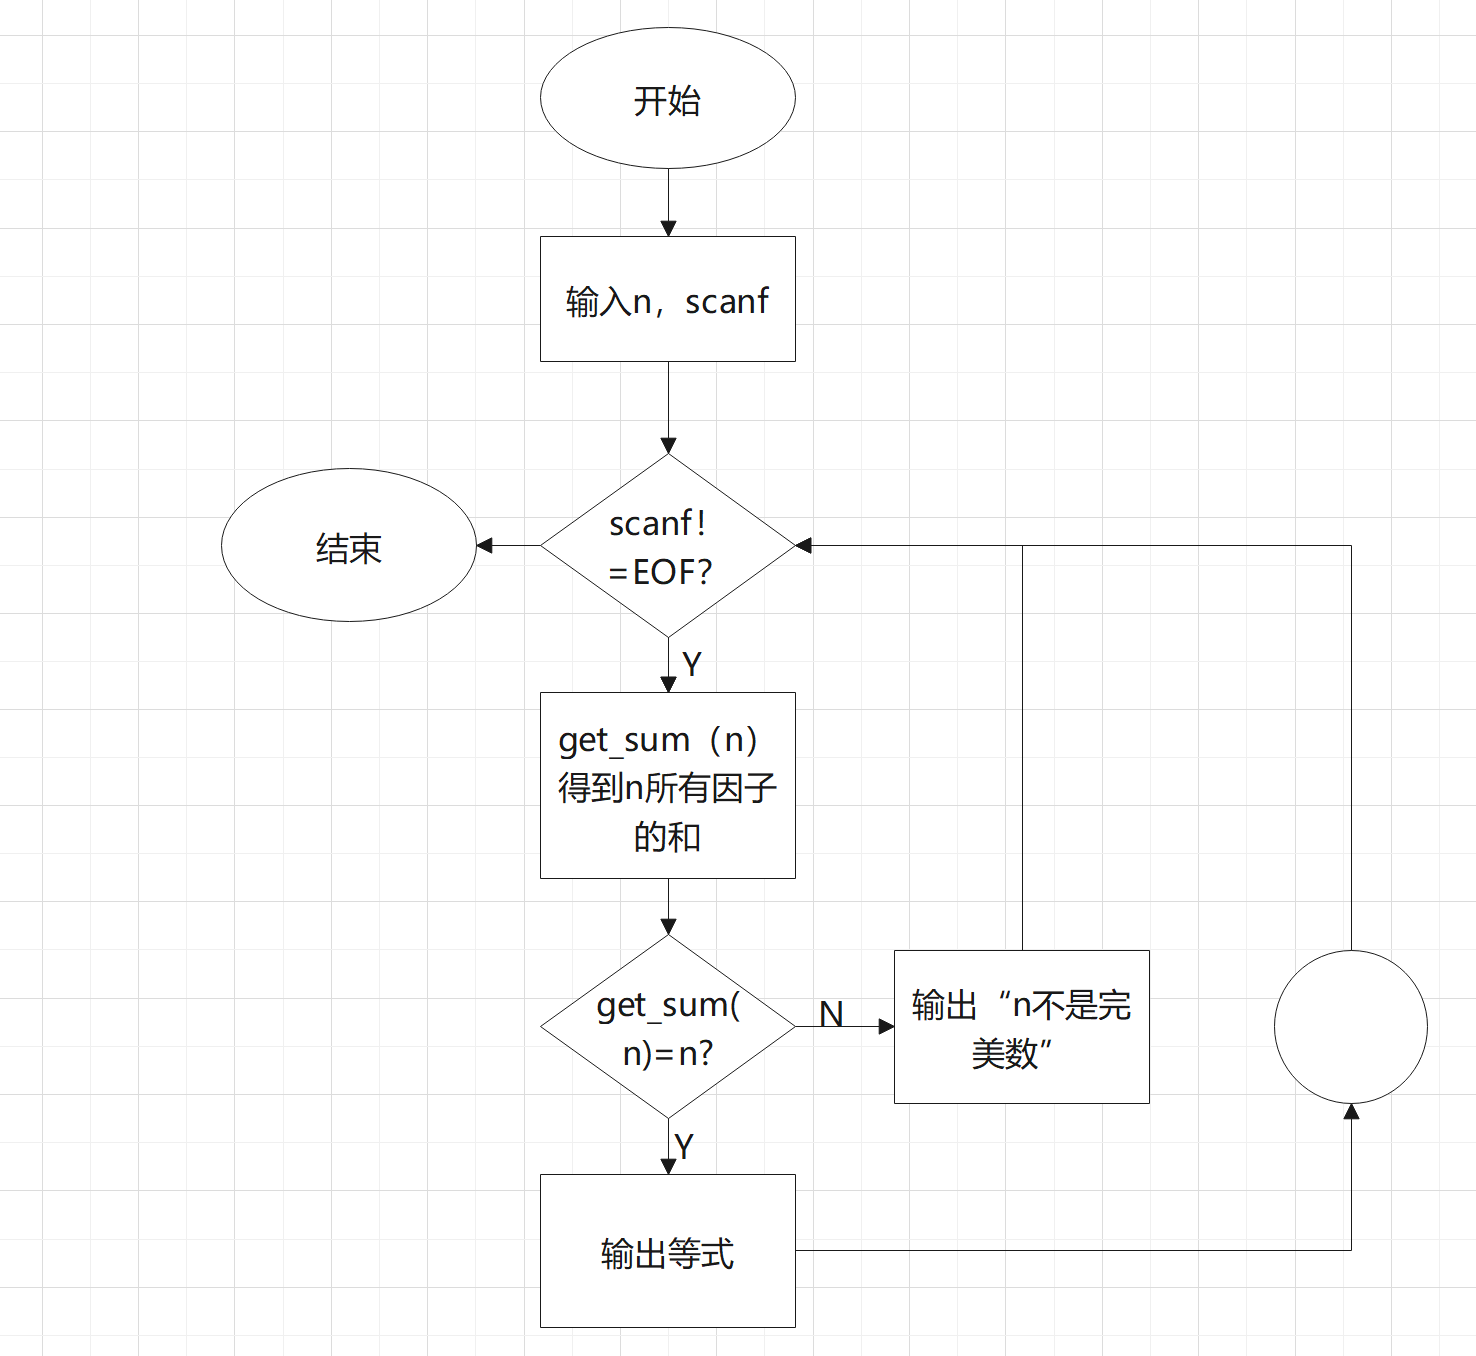 开始
输入n，scanf
scanf！
=EOF？
结束
Y
get_sum（n）
得到n所有因子
的和
get_sum(
n)=n?
N
输出“n不是完
美数”
Y
输出等式